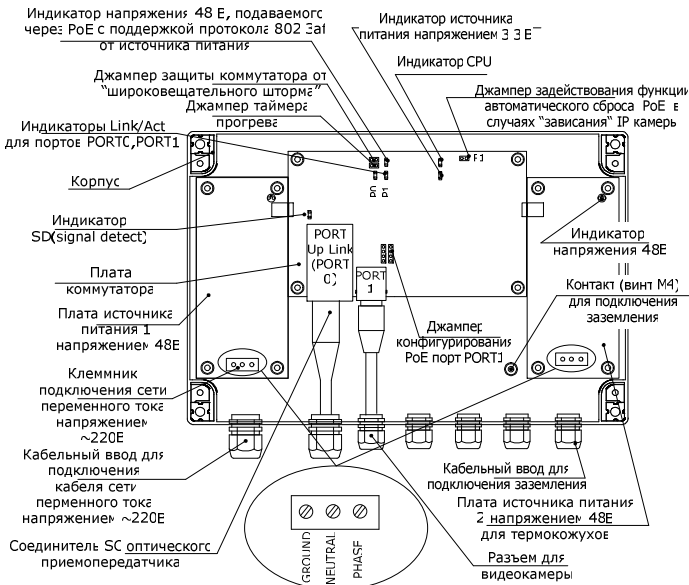 Индикатор напряжения 48 В, подаваемого
через PoE с поддержкой протокола 802.3af
от источника питания
Индикатор источника
питания напряжением 3.3 В
Индикатор CPU
Джампер защиты коммутатора от
“широковещательного шторма”
Джампер таймера
прогрева
Джампер задействования функции
автоматического сброса PoE в
случаях "зависания" IP камеры
Индикаторы Link/Act
для портов PORT0,PORT1
Корпус
P0
P1
Индикатор
SD(signal detect)
PORT
Up Link
(PORT
0)
PORT
1
Индикатор
напряжения 48В
Плата
коммутатора
Контакт (винт М4)
для подключения
заземления
Плата источника
питания 1
напряжением 48В
Джампер
конфигурирования
PoE порт PORT1
Клеммник
подключения сети
переменного тока
напряжением
~220В
Кабельный ввод для
подключения
кабеля сети
перменного тока
напряжением ~220В
Кабельный ввод для
подключения заземления
Плата источника питания
2 напряжением 48В
для термокожухов
Соединитель SC оптического
приемопередатчика
GROUND
NEUTRAL
PHASE
Разъем для
видеокамеры